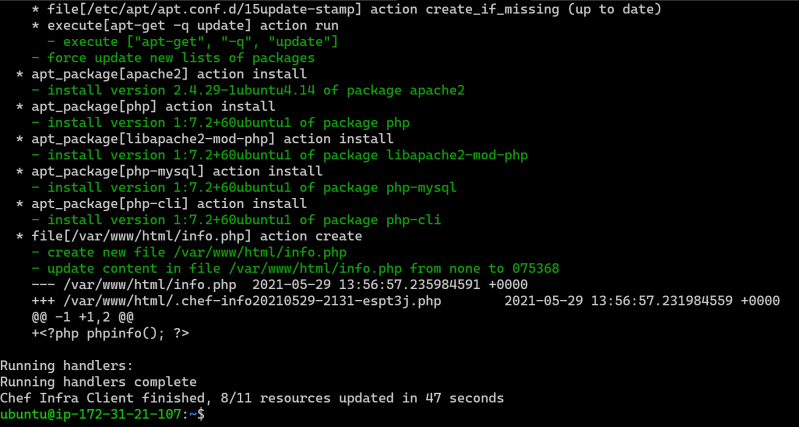 * file[/etc/apt/apt.conf.d/15update-stamp] action create_if_missing (up to date)
* execute[apt-get -q update] action run
- execute ["apt-get", "-q", "update"]
- force update new lists of packages
* apt_package[apache2] action install
- install version 2.4.29-1ubuntu4.14 of package apache2
* apt_package[php] action install
- install version 1:7.2+60ubuntu1 of package php
* apt_package[libapache2-mod-php] action install
- install version 1:7.2+60ubuntu1 of package libapache2-mod-php
* apt_package[php-mysql] action install
- install version 1:7.2+60ubuntu1 of package php-mysql
* apt_package[php-cli] action install
- install version 1:7.2+60ubuntu1 of package php-cli
* file[/var/www/html/info.php] action create
- create new file /var/www/html/info.php
- update content in file /var/www/html/info.php from none to 075368
--- /var/www/html/info.php 2021-05-29 13:56:57.235984591 +0000
+++ /var/www/html/.chef-info20210529-2131-espt3j.php 2021-05-29 13:56:57.231984559 +0000
@@ -1 +1,2 @@
+<?php phpinfo(); ?>
Running handlers:
Running handlers complete
Chef Infra Client finished, 8/11 resources updated in 47 seconds
ubuntu@ip-172-31-21-107:~$